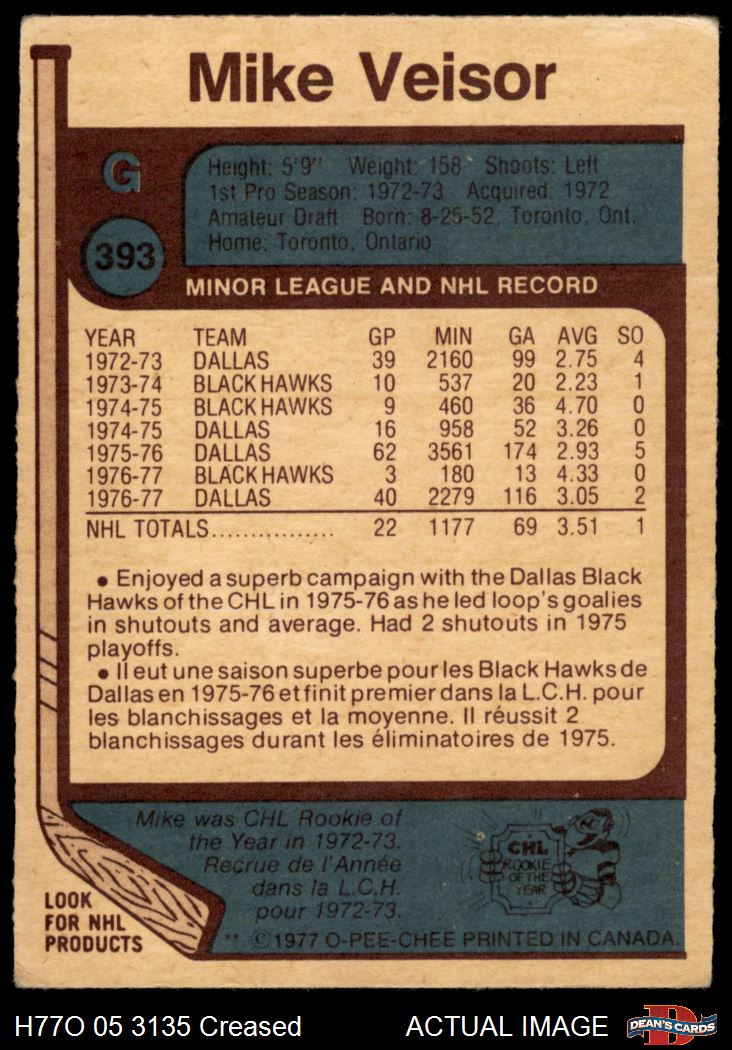 Mike Veisor
G
Height: 5'9" Weight: 158 Shoots: Left
1st Pro Season: 1972-73 Acquired: 1972
Amateur Draft Born: 8-25-52, Toronto, Ont.
Home: Toronto, Ontario
393
MINOR LEAGUE AND NHL RECORD
YEAR TEAM GP MIN GA AVG SO
1972-73 DALLAS 39 2160 99 2.75 4
1973-74 BLACK HAWKS 10 537 20 2.23 1
1974-75 BLACK HAWKS 9 460 36 4.70 0
1974-75 DALLAS 16 958 52 3.26 0
1975-76 DALLAS 62 3561 174 2.93 5
1976-77 BLACK HAWKS 3 180 13 4.33 0
1976-77 DALLAS 40 2279 116 3.05 2
NHL TOTALS................ 22 1177 69 3.51 1
• Enjoyed a superb campaign with the Dallas Black
Hawks of the CHL in 1975-76 as he led loop's goalies
in shutouts and average. Had 2 shutouts in 1975
playoffs.
• Il eut une saison superbe pour les Black Hawks de
Dallas en 1975-76 et finit premier dans la L.C.H. pour
les blanchissages et la moyenne. Il réussit 2
blanchissages durant les éliminatoires de 1975.
Mike was CHL Rookie of
the Year in 1972-73.
Recrue de l'Année
dans la L.C.H.
pour 1972-73.
CHL
ROOKIE
OF THE
YEAR
LOOK
FOR NHL
PRODUCTS
** ©1977 O-PEE-CHEE PRINTED IN CANADA.
H77O 05 3135 Creased ACTUAL IMAGE
D
DEAN'S CARDS